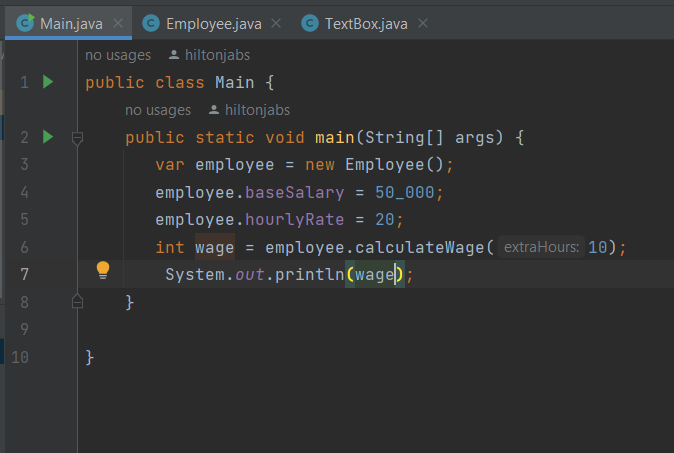 Main.java Employee.java TextBox.java
no usages hiltonjabs
1 public class Main {
no usages hiltonjabs
2 public static void main(String[] args) {
3 var employee = new Employee();
4 employee.baseSalary = 50_000;
5 employee.hourlyRate = 20;
6 int wage = employee.calculateWage( extraHours: 10);
7 System.out.println(wage);
8 }
9
10 }